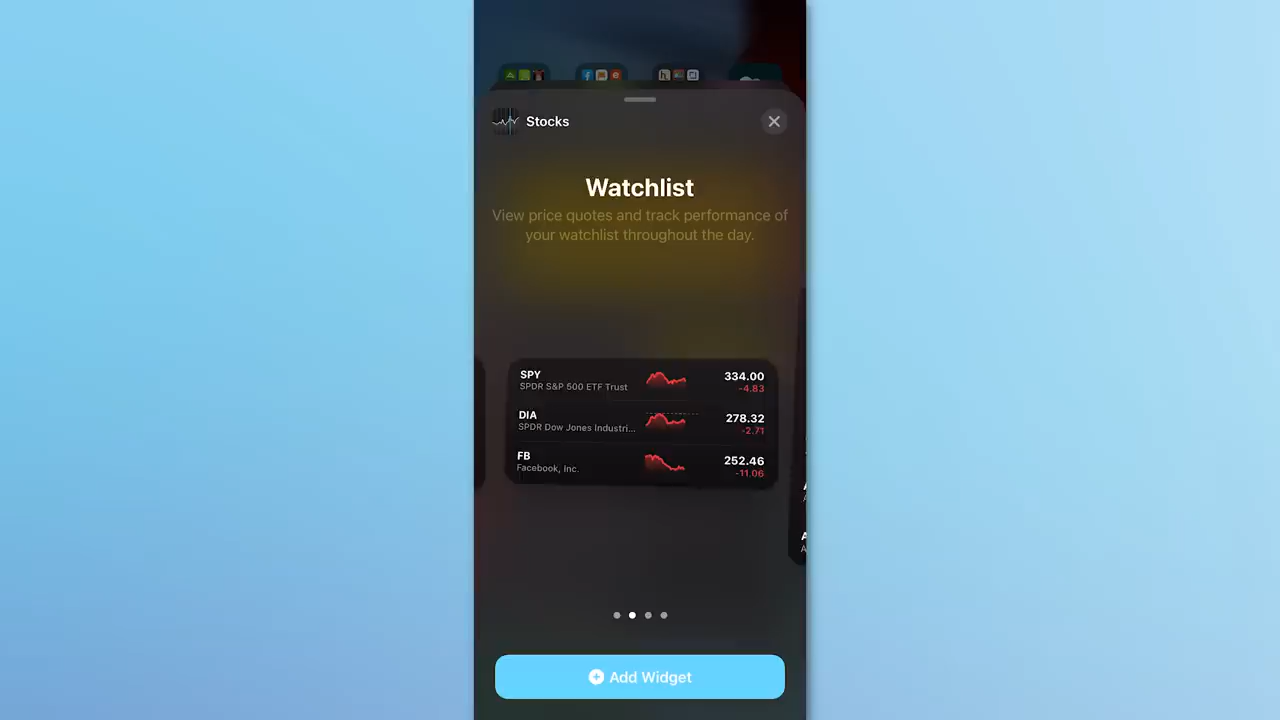 Stocks
Watchlist
View price quotes and track performance of
your watchlist throughout the day.
SPY
334.00
SPDR S&P 500 ETF Trust
-4.83
DIA
278.32
SPDR Dow Jones Industri...
-2.71
FB
252.46
Facebook, Inc.
-11.06
Add Widget